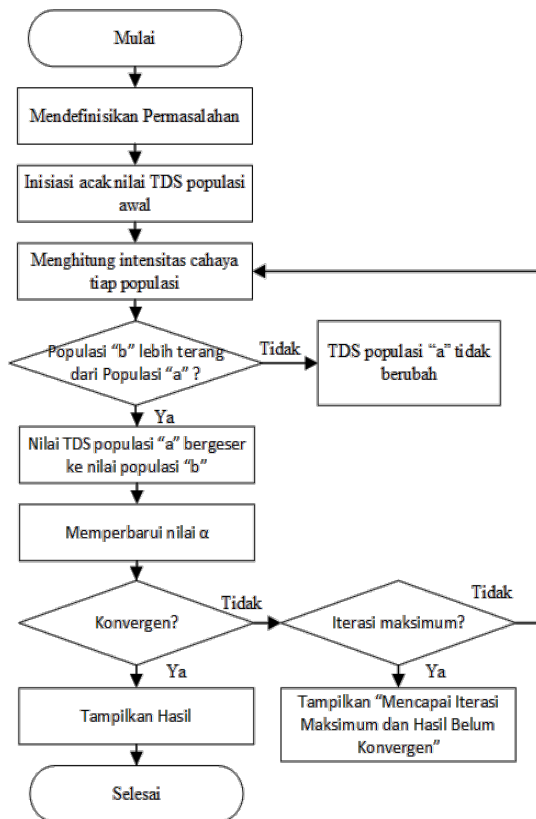 Mulai
Mendefinisikan Permasalahan
Inisiasi acak nilai TDS populasi
awal
Menghitung intensitas cahaya
tiap populasi
Populasi “b” lebih terang
dari Populasi “a” ?
Tidak
TDS populasi “a” tidak
berubah
Ya
Nilai TDS populasi “a” bergeser
ke nilai populasi “b”
Memperbarui nilai α
Konvergen?
Tidak
Iterasi maksimum?
Tidak
Ya
Ya
Tampilkan Hasil
Tampilkan “Mencapai Iterasi
Maksimum dan Hasil Belum
Konvergen”
Selesai